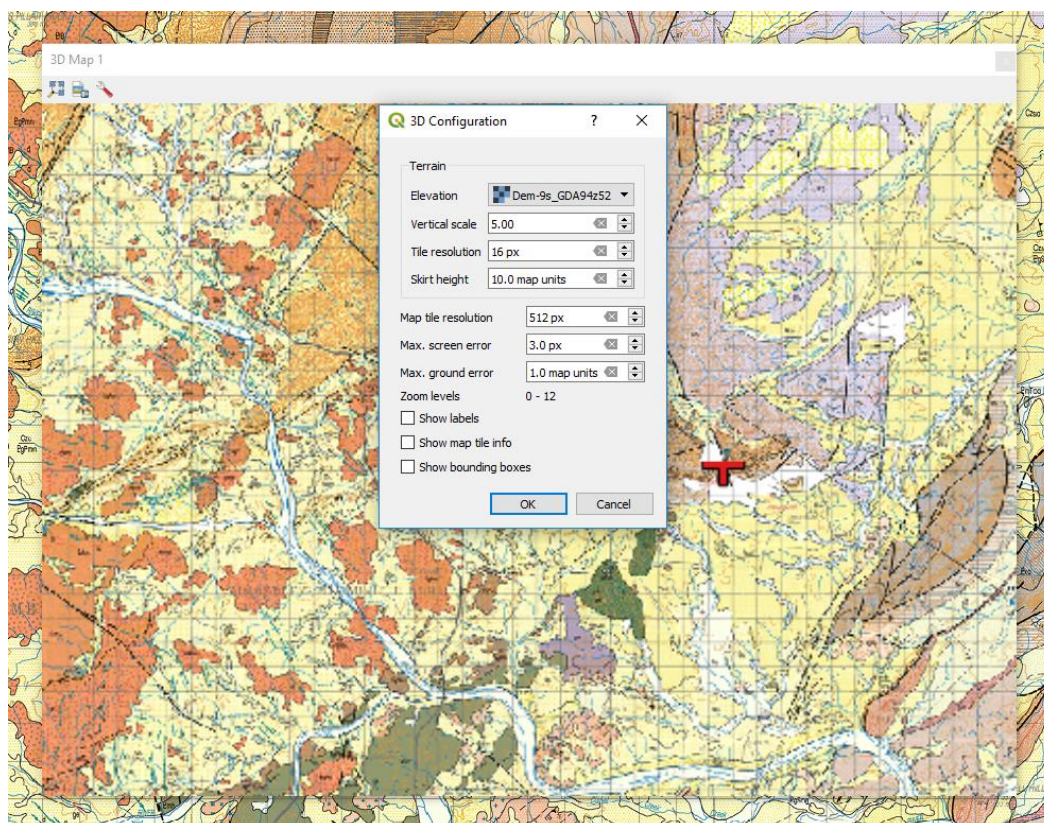 3D Map 1
3D Configuration ? X
Terrain
Elevation Dem-9s_GDA94z52
Vertical scale 5.00
Tile resolution 16 px
Skirt height 10.0 map units
Map tile resolution 512 px
Max. screen error 3.0 px
Max. ground error 1.0 map units
Zoom levels 0 - 12
Show labels
Show map tile info
Show bounding boxes
OK Cancel